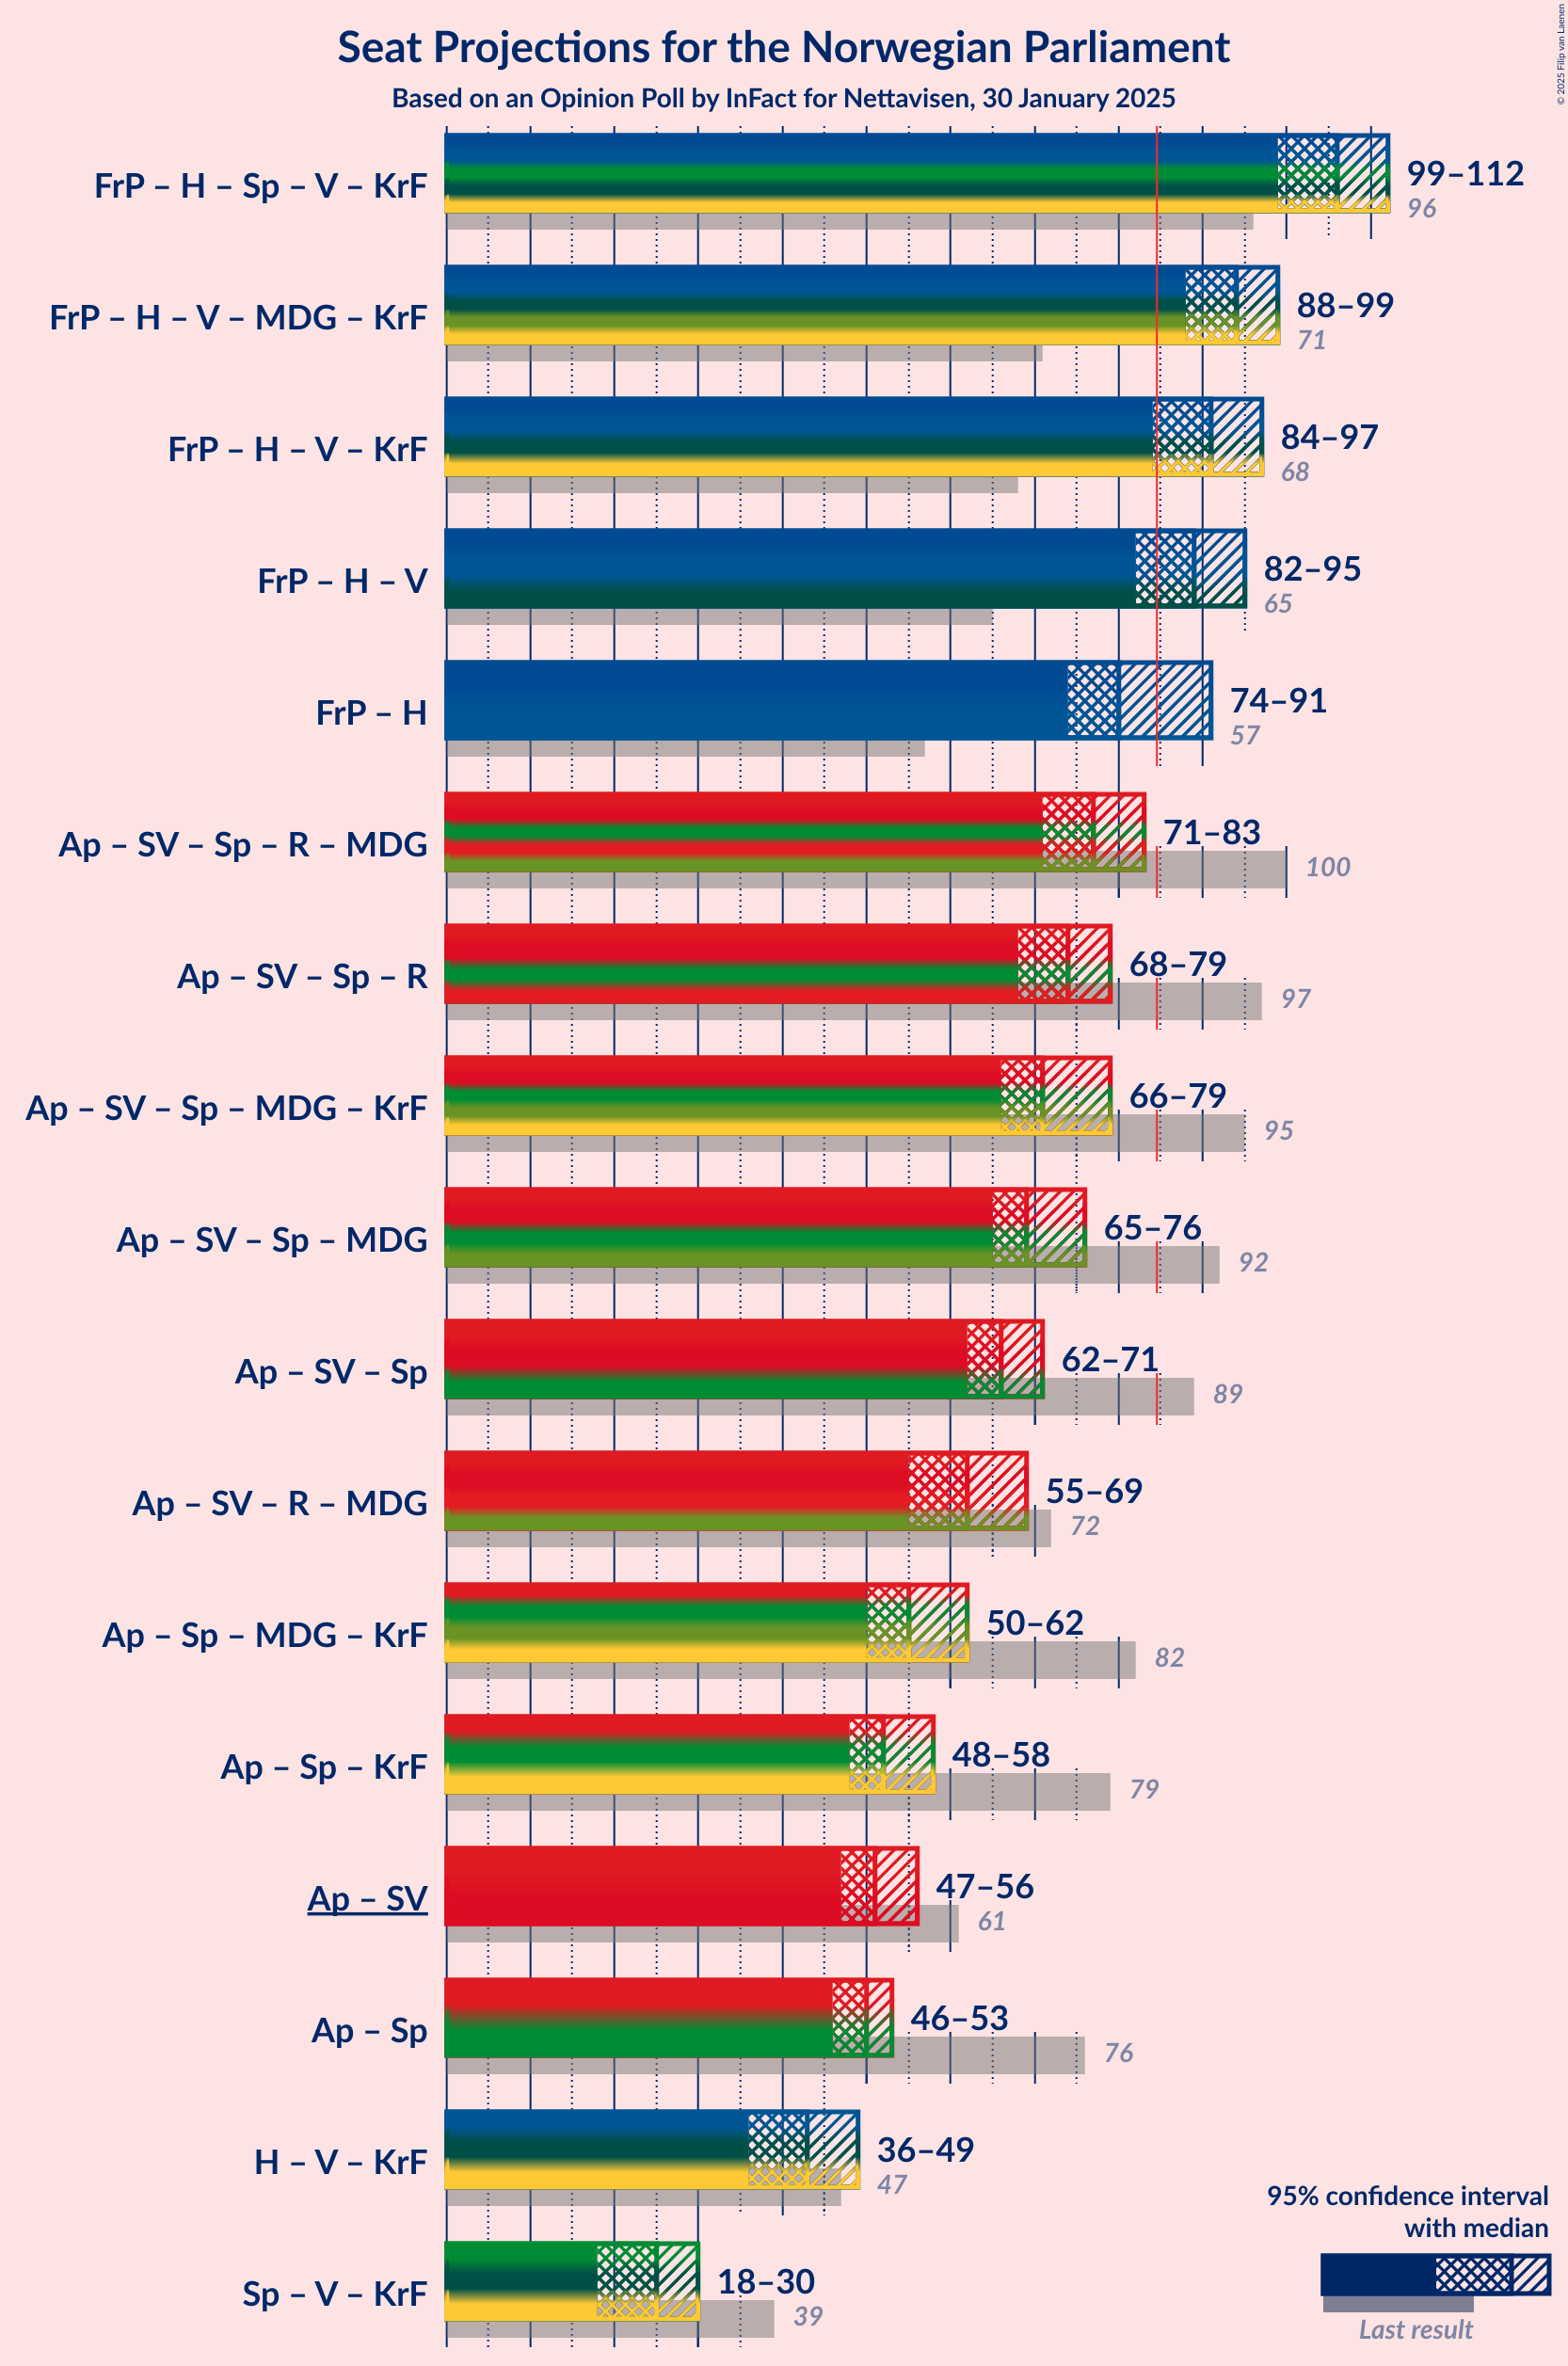 Seat Projections for the Norwegian Parliament
Based on an Opinion Poll by InFact for Nettavisen, 30 January 2025
© 2025 Filip van Laenen
FrP – H – Sp – V – KrF
99–112
96
FrP – H – V – MDG – KrF
88–99
71
FrP – H – V – KrF
84–97
68
FrP – H – V
82–95
65
FrP – H
74–91
57
Ap – SV – Sp – R – MDG
71–83
100
Ap – SV – Sp – R
68–79
97
Ap – SV – Sp – MDG – KrF
66–79
95
Ap – SV – Sp – MDG
65–76
92
Ap – SV – Sp
62–71
89
Ap – SV – R – MDG
55–69
72
Ap – Sp – MDG – KrF
50–62
82
Ap – Sp – KrF
48–58
79
Ap – SV
47–56
61
Ap – Sp
46–53
76
H – V – KrF
36–49
47
Sp – V – KrF
18–30
39
95% confidence interval
with median
Last result